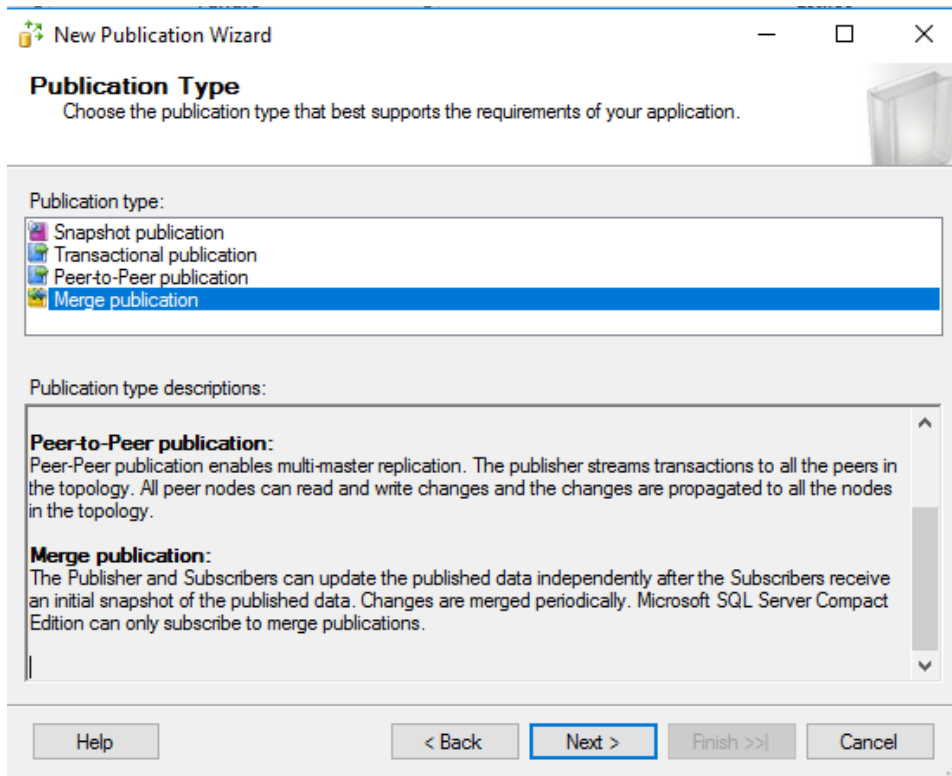 New Publication Wizard
Publication Type
Choose the publication type that best supports the requirements of your application.
Publication type:
Snapshot publication
Transactional publication
Peer-to-Peer publication
Merge publication
Publication type descriptions:
Peer-to-Peer publication:
Peer-Peer publication enables multi-master replication. The publisher streams transactions to all the peers in
the topology. All peer nodes can read and write changes and the changes are propagated to all the nodes
in the topology.
Merge publication:
The Publisher and Subscribers can update the published data independently after the Subscribers receive
an initial snapshot of the published data. Changes are merged periodically. Microsoft SQL Server Compact
Edition can only subscribe to merge publications.
Help
< Back
Next >
Finish >>|
Cancel